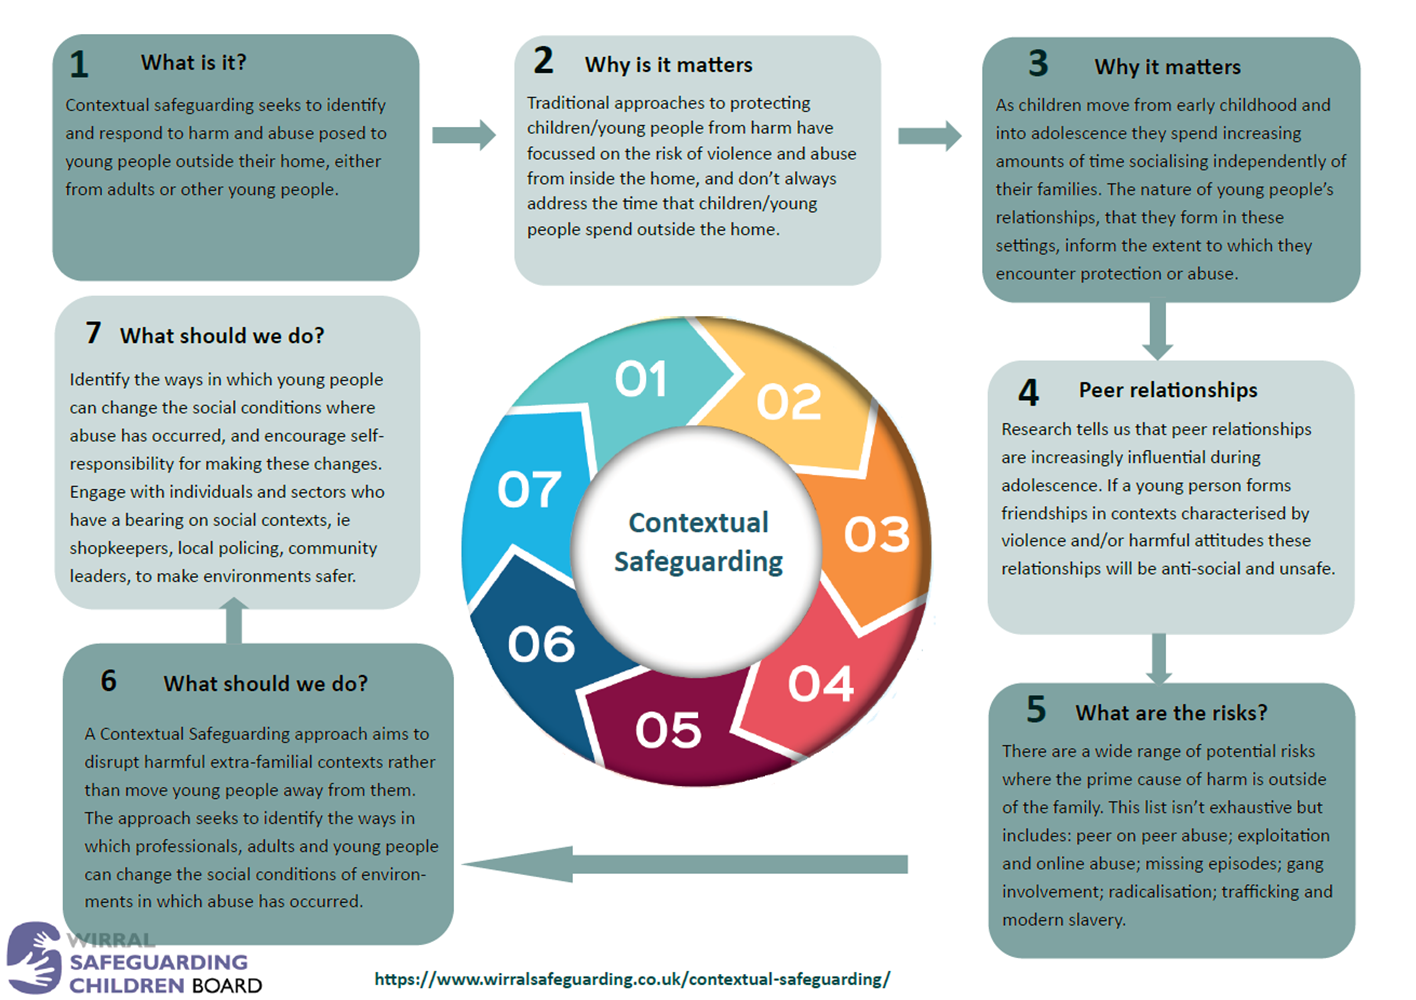 1 What is it?
Contextual safeguarding seeks to identify
and respond to harm and abuse posed to
young people outside their home, either
from adults or other young people.
2 Why is it matters
Traditional approaches to protecting
children/young people from harm have
focussed on the risk of violence and abuse
from inside the home, and don't always
address the time that children/young
people spend outside the home.
3 Why it matters
As children move from early childhood and
into adolescence they spend increasing
amounts of time socialising independently of
their families. The nature of young people's
relationships, that they form in these
settings, inform the extent to which they
encounter protection or abuse.
4 Peer relationships
Research tells us that peer relationships
are increasingly influential during
adolescence. If a young person forms
friendships in contexts characterised by
violence and/or harmful attitudes these
relationships will be anti-social and unsafe.
5 What are the risks?
There are a wide range of potential risks
where the prime cause of harm is outside
of the family. This list isn't exhaustive but
includes: peer on peer abuse; exploitation
and online abuse; missing episodes; gang
involvement; radicalisation; trafficking and
modern slavery.
6 What should we do?
A Contextual Safeguarding approach aims to
disrupt harmful extra-familial contexts rather
than move young people away from them.
The approach seeks to identify the ways in
which professionals, adults and young people
can change the social conditions of environ-
ments in which abuse has occurred.
7 What should we do?
Identify the ways in which young people
can change the social conditions where
abuse has occurred, and encourage self-
responsibility for making these changes.
Engage with individuals and sectors who
have a bearing on social contexts, ie
shopkeepers, local policing, community
leaders, to make environments safer.
01
02
03
04
05
06
07
Contextual
Safeguarding
WIRRAL
SAFEGUARDING
CHILDREN BOARD
https://www.wirralsafeguarding.co.uk/contextual-safeguarding/